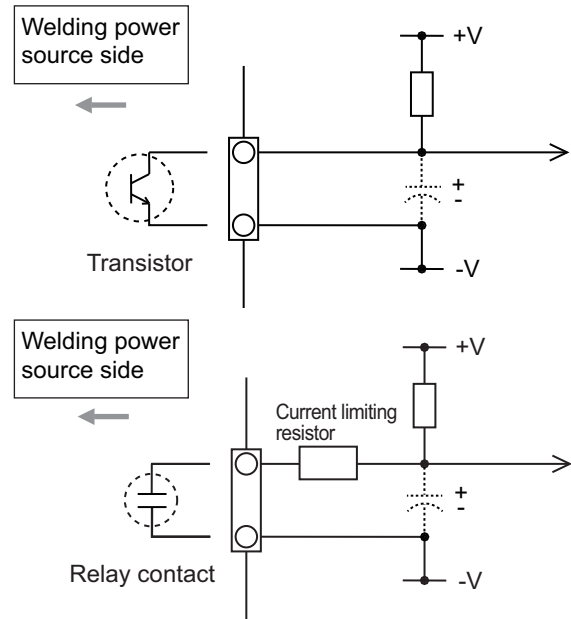 Welding power
source side
+V
+
-
Transistor
-V
Welding power
source side
+V
Current limiting
resistor
+
-
Relay contact
-V